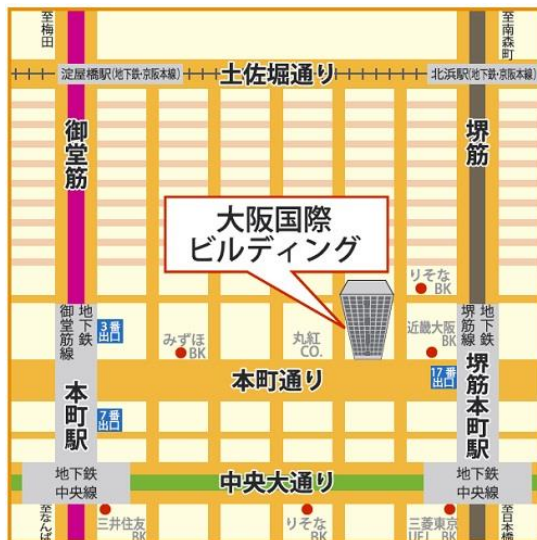 至梅田
至南森町
淀屋橋駅(地下鉄・京阪本線)
土佐堀通り
北浜駅(地下鉄・京阪本線)
御堂筋
堺筋
大阪国際
ビルディング
りそな
BK
地下鉄
御堂筋線
3番
出口
みずほ
BK
丸紅
CO.
近畿大阪
BK
地下鉄
堺筋線
本町通り
17番
出口
本町駅
7番
出口
堺筋本町駅
地下鉄
中央線
中央大通り
地下鉄
中央線
至なんば
三井住友
BK
りそな
BK
三菱東京
UFJ BK
至日本橋